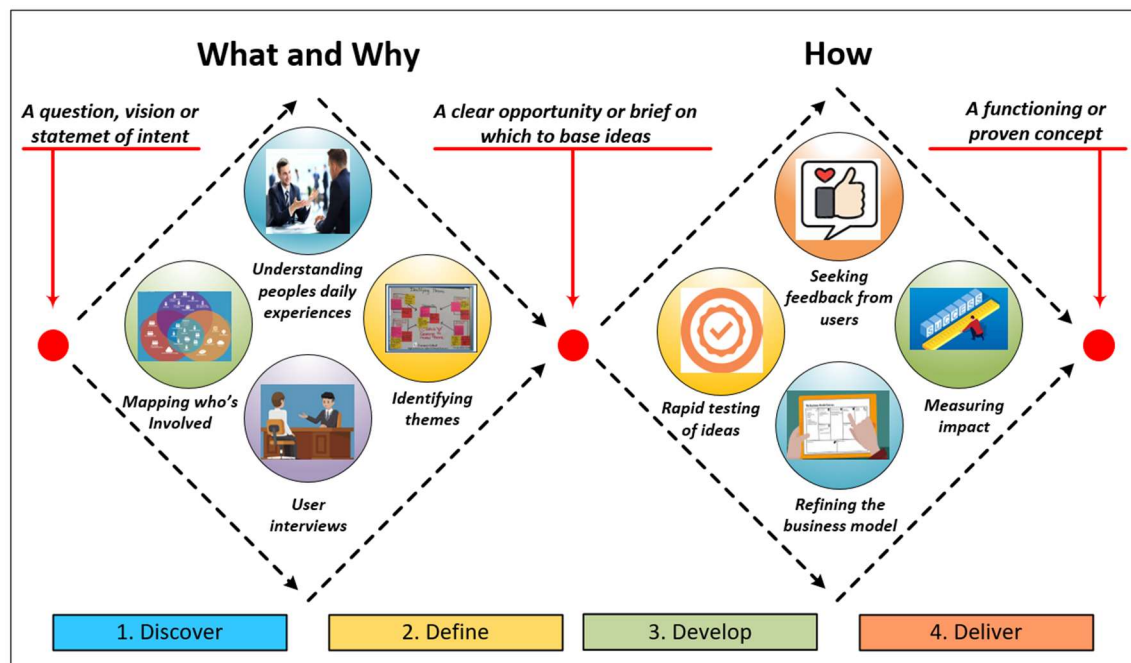 What and Why
How
A question, vision or
statemet of intent
A clear opportunity or brief on
which to base ideas
A functioning or
proven concept
Understanding
peoples daily
experiences
Mapping who's
Involved
Identifying
themes
User
interviews
Seeking
feedback from
users
Rapid testing
of ideas
SUCCESS
Measuring
impact
Refining the
business model
1. Discover
2. Define
3. Develop
4. Deliver